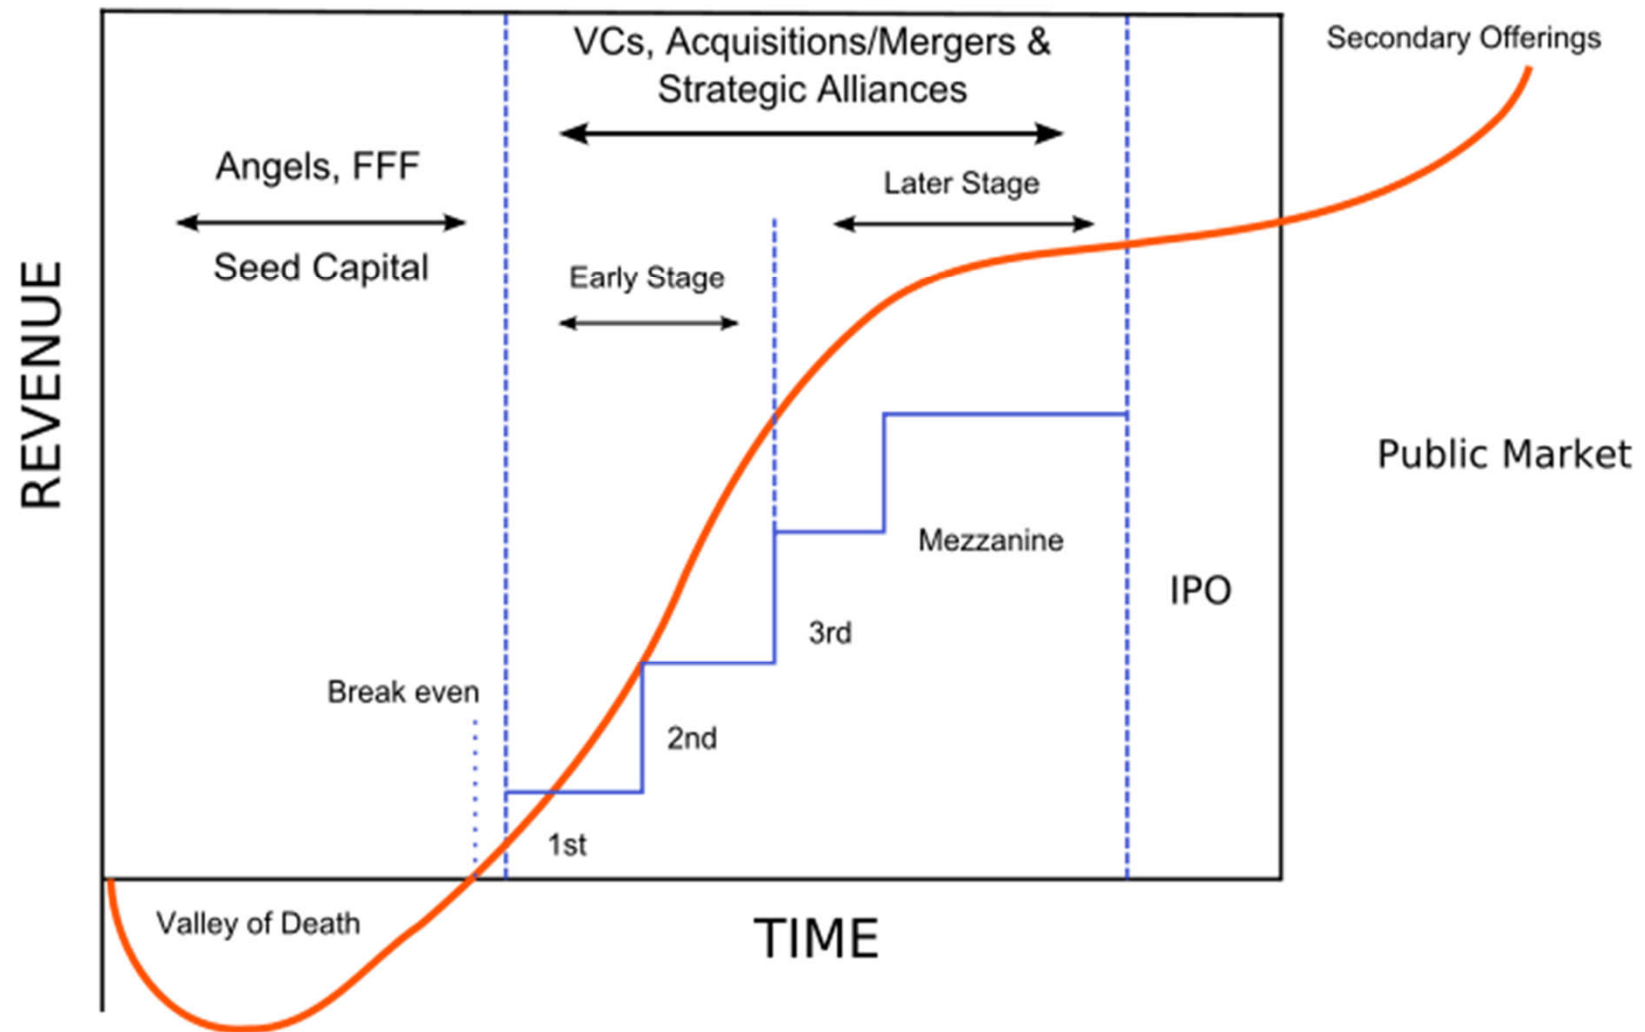 VCs, Acquisitions/Mergers &
Strategic Alliances
Secondary Offerings
Angels, FFF
Later Stage
Seed Capital
Early Stage
REVENUE
Public Market
Mezzanine
IPO
3rd
Break even
2nd
1st
Valley of Death
TIME